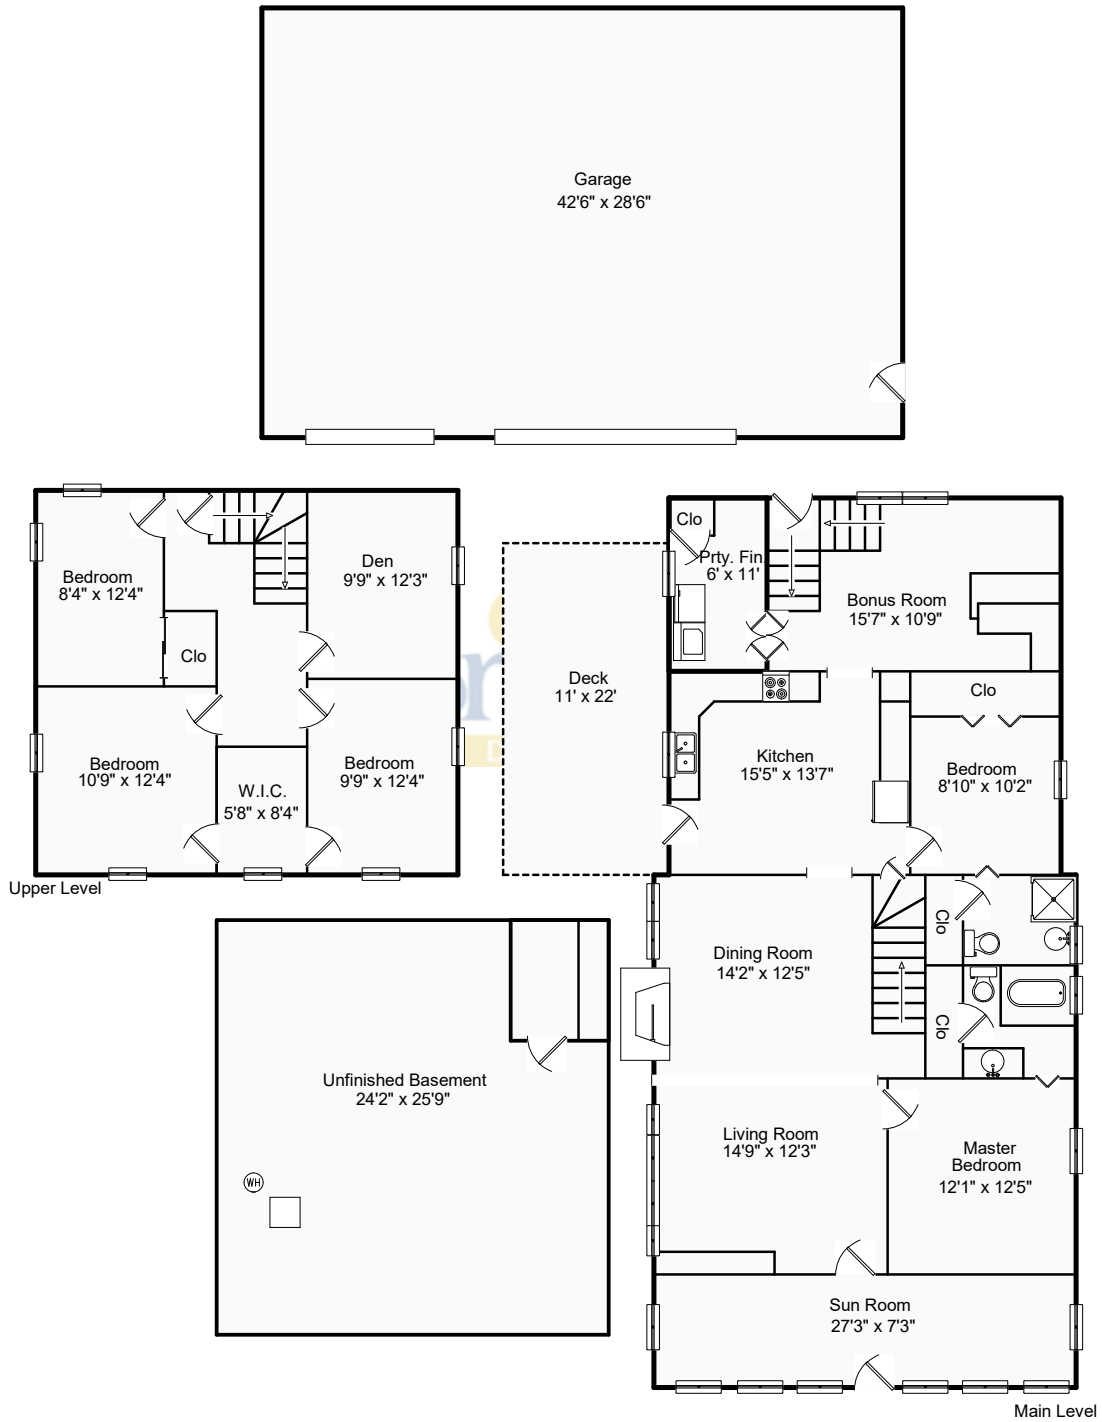 Garage
42'6" x 28'6"
Bedroom
8'4" x 12'4"
Den
9'9" x 12'3"
Clo
Bedroom
10'9" x 12'4"
W.I.C.
5'8" x 8'4"
Bedroom
9'9" x 12'4"
Upper Level
Deck
11' x 22'
Clo
Prty. Fin.
6' x 11'
Bonus Room
15'7" x 10'9"
Clo
Kitchen
15'5" x 13'7"
Bedroom
8'10" x 10'2"
Dining Room
14'2" x 12'5"
Clo
Clo
Living Room
14'9" x 12'3"
Master
Bedroom
12'1" x 12'5"
Sun Room
27'3" x 7'3"
Main Level
Unfinished Basement
24'2" x 25'9"
WH